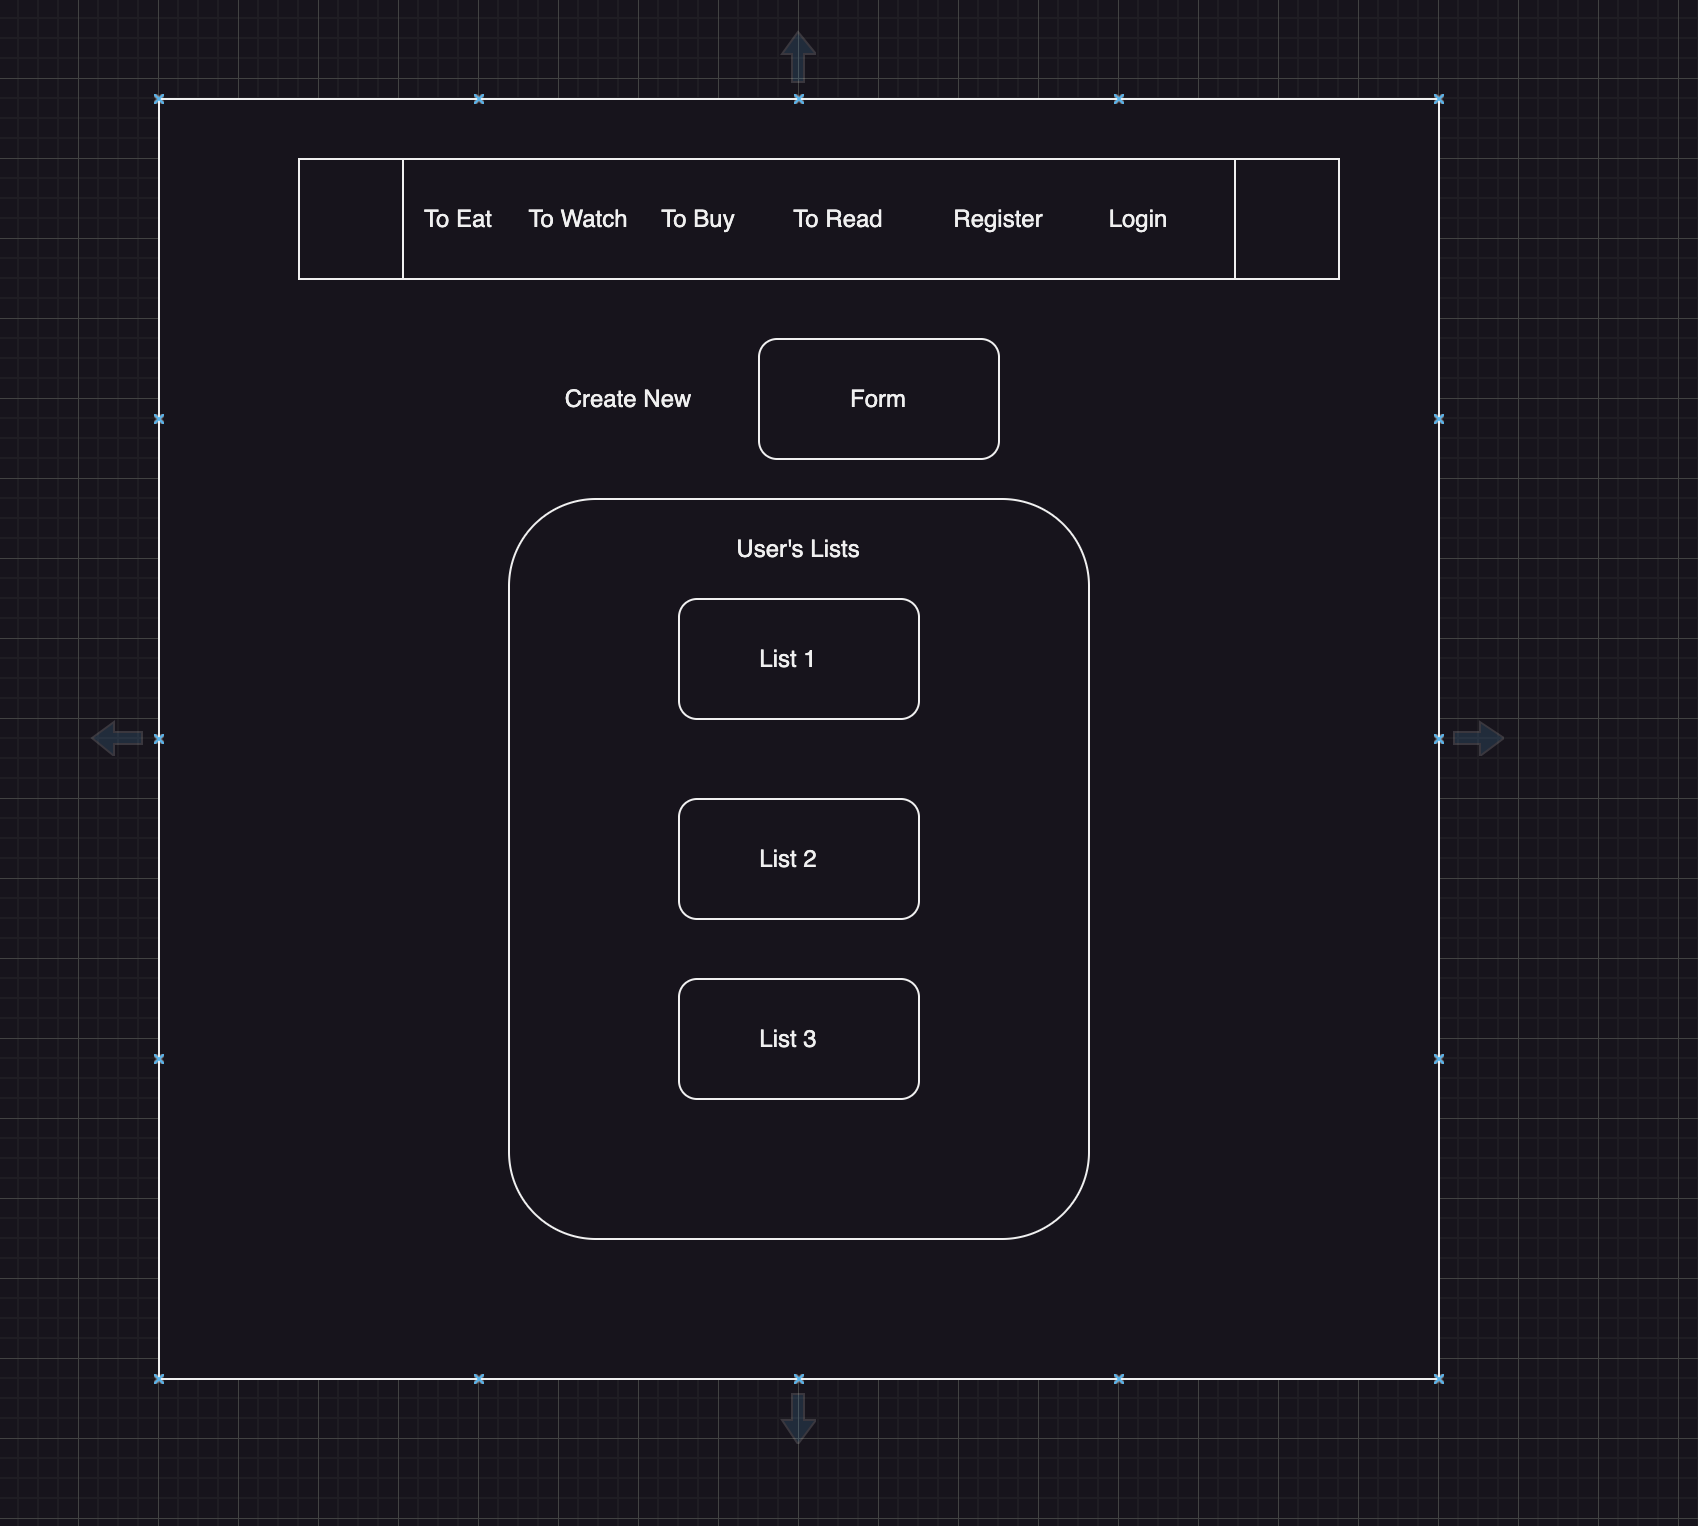 To Eat To Watch To Buy To Read Register Login
Create New Form
User's Lists
List 1
List 2
List 3